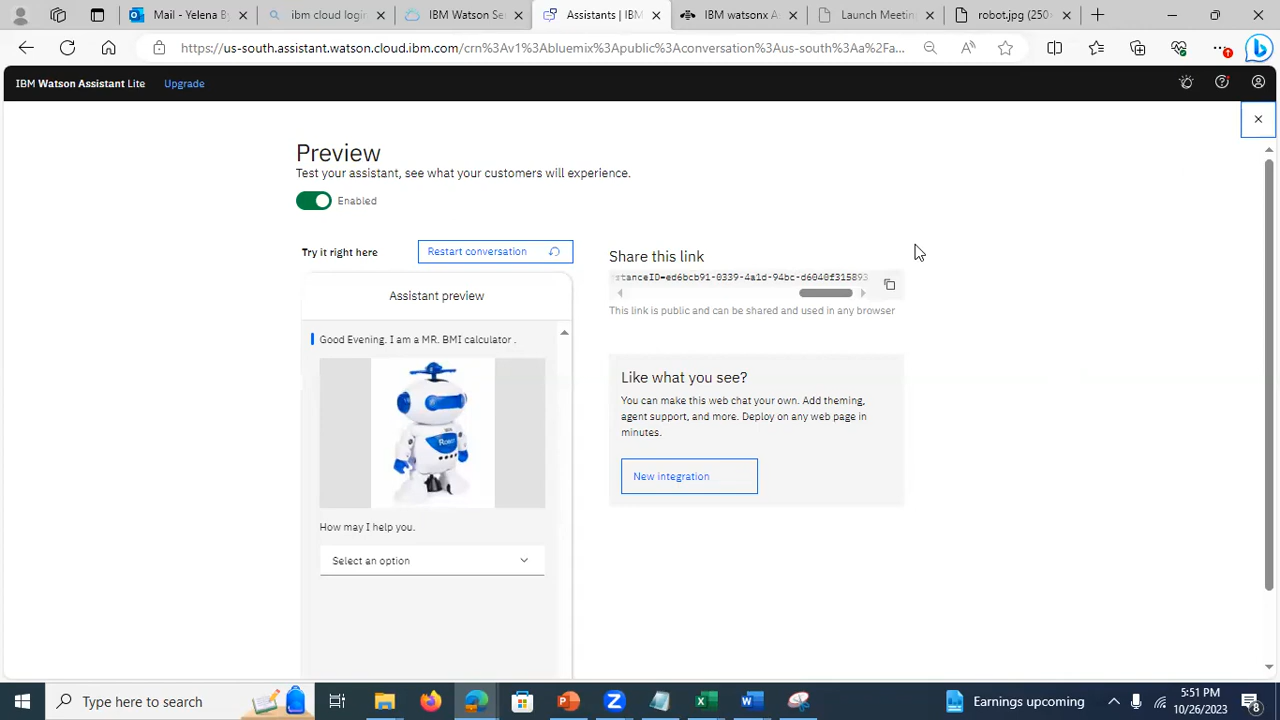 Mail - Yelena By
ibm cloud login
IBM Watson Se
Assistants | IBM
IBM watsonx A
Launch Meetin
robot.jpg (250×
https://us-south.assistant.watson.cloud.ibm.com/crn%3Av1%3Abluemix%3Apublic%3Aconversation%3Aus-south%3Aa%2Fa...
IBM Watson Assistant Lite
Upgrade
Preview
Test your assistant, see what your customers will experience.
Enabled
Try it right here
Restart conversation
Share this link
stanceID=ed6bcb91-0339-4a1d-94bc-d6040f315893
This link is public and can be shared and used in any browser
Assistant preview
Good Evening. I am a MR. BMI calculator .
Robot
How may I help you.
Select an option
Like what you see?
You can make this web chat your own. Add theming,
agent support, and more. Deploy on any web page in
minutes.
New integration
Type here to search
Earnings upcoming
5:51 PM
10/26/2023
8